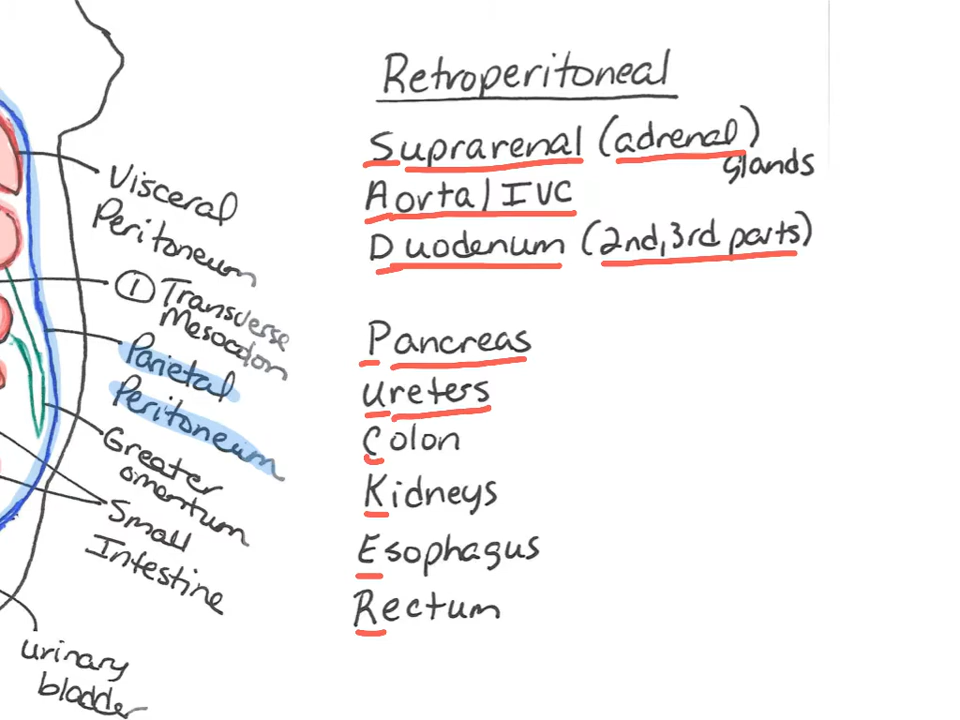 Retroperitoneal
Suprarenal (adrenal)
glands
Aorta/IVC
Duodenum (2nd, 3rd parts)
Pancreas
Ureters
Colon
Kidneys
Esophagus
Rectum
Visceral
Peritoneum
① Transverse
Mesocolon
Parietal
Peritoneum
Greater
omentum
Small
Intestine
urinary
bladder